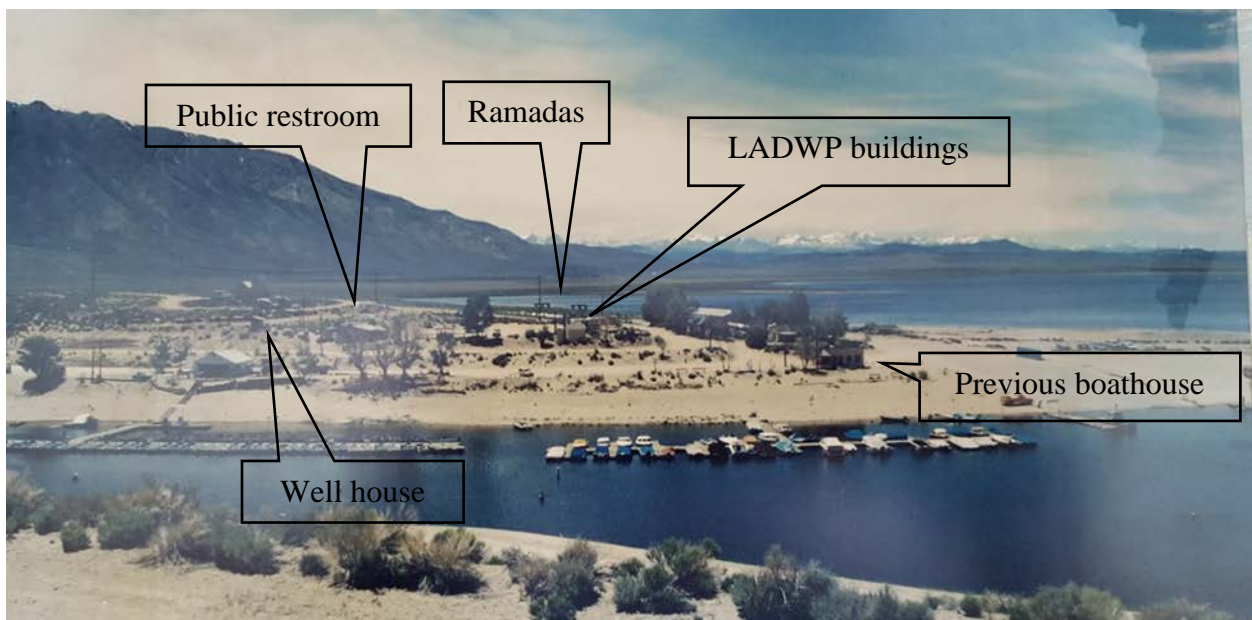 Public restroom
Ramadas
LADWP buildings
Previous boathouse
Well house